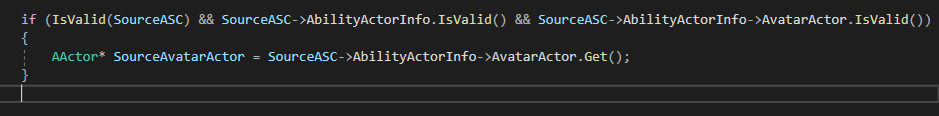 if (IsValid(SourceASC) && SourceASC->AbilityActorInfo.IsValid() && SourceASC->AbilityActorInfo->AvatarActor.IsValid())
{
    AActor* SourceAvatarActor = SourceASC->AbilityActorInfo->AvatarActor.Get();
}